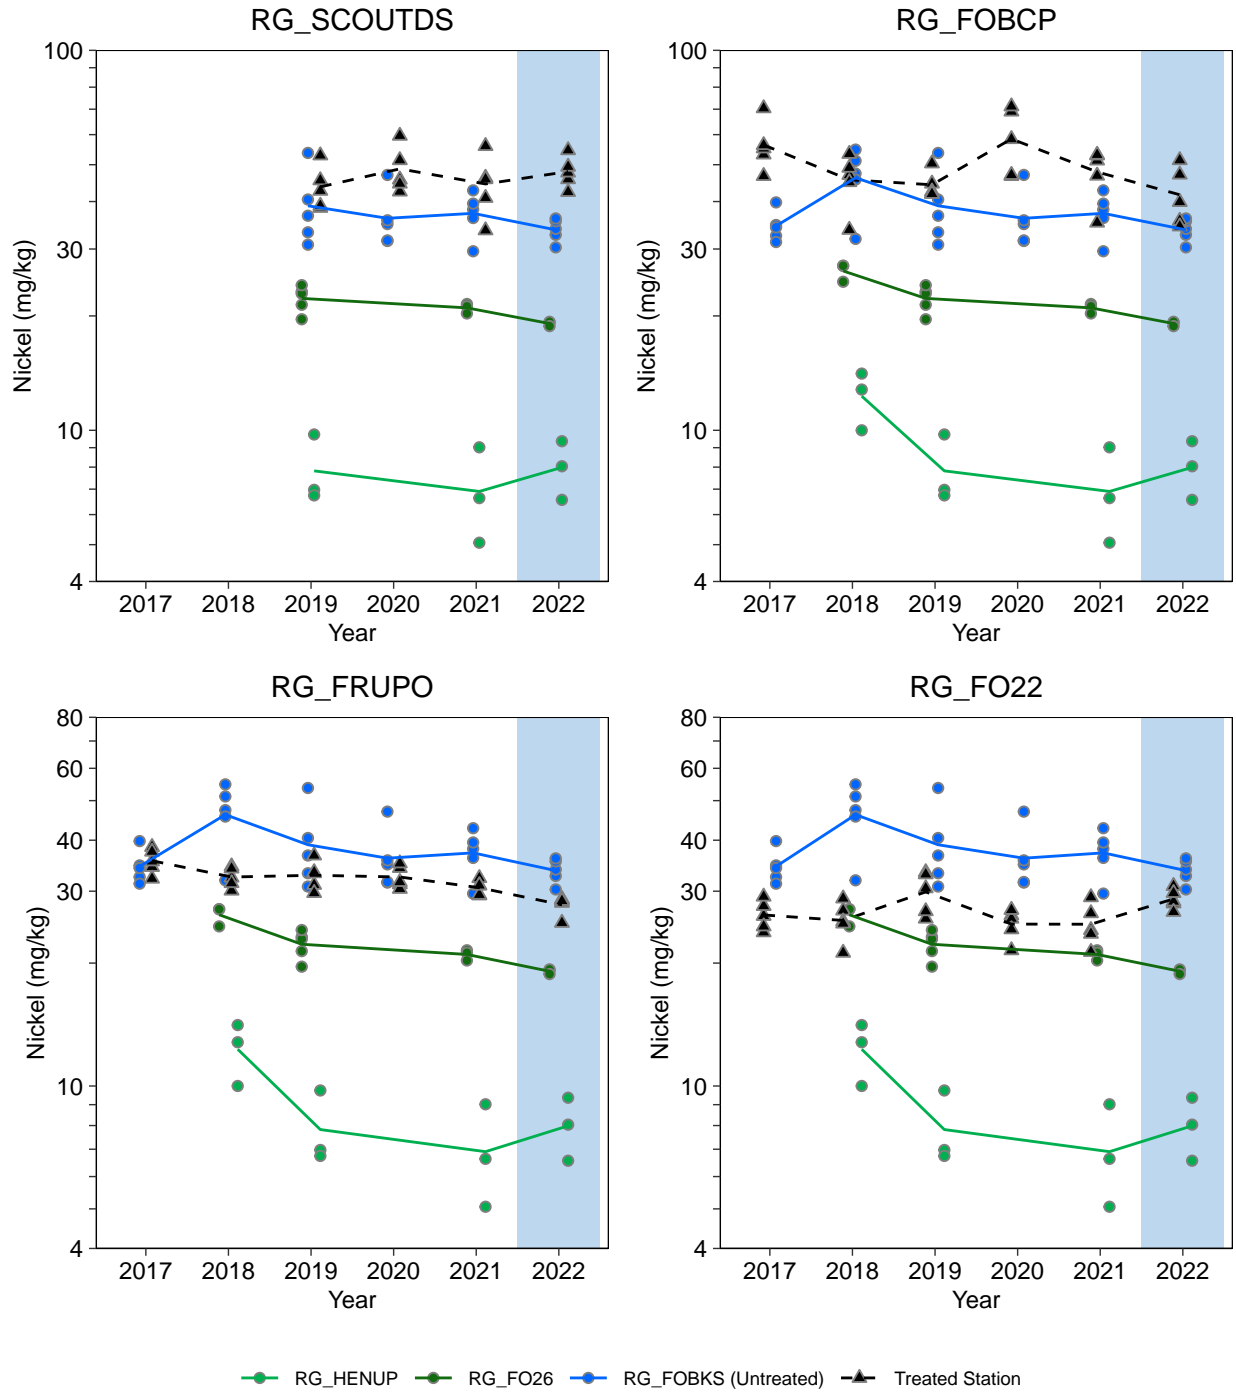 RG_SCOUTDS
100
30
10
4
Nickel (mg/kg)
2017 2018 2019 2020 2021 2022
Year
RG_FOBCP
100
30
10
4
Nickel (mg/kg)
2017 2018 2019 2020 2021 2022
Year
RG_FRUPO
80
60
40
30
10
4
Nickel (mg/kg)
2017 2018 2019 2020 2021 2022
Year
RG_FO22
80
60
40
30
10
4
Nickel (mg/kg)
2017 2018 2019 2020 2021 2022
Year
RG_HENUP RG_FO26 RG_FOBKS (Untreated) Treated Station